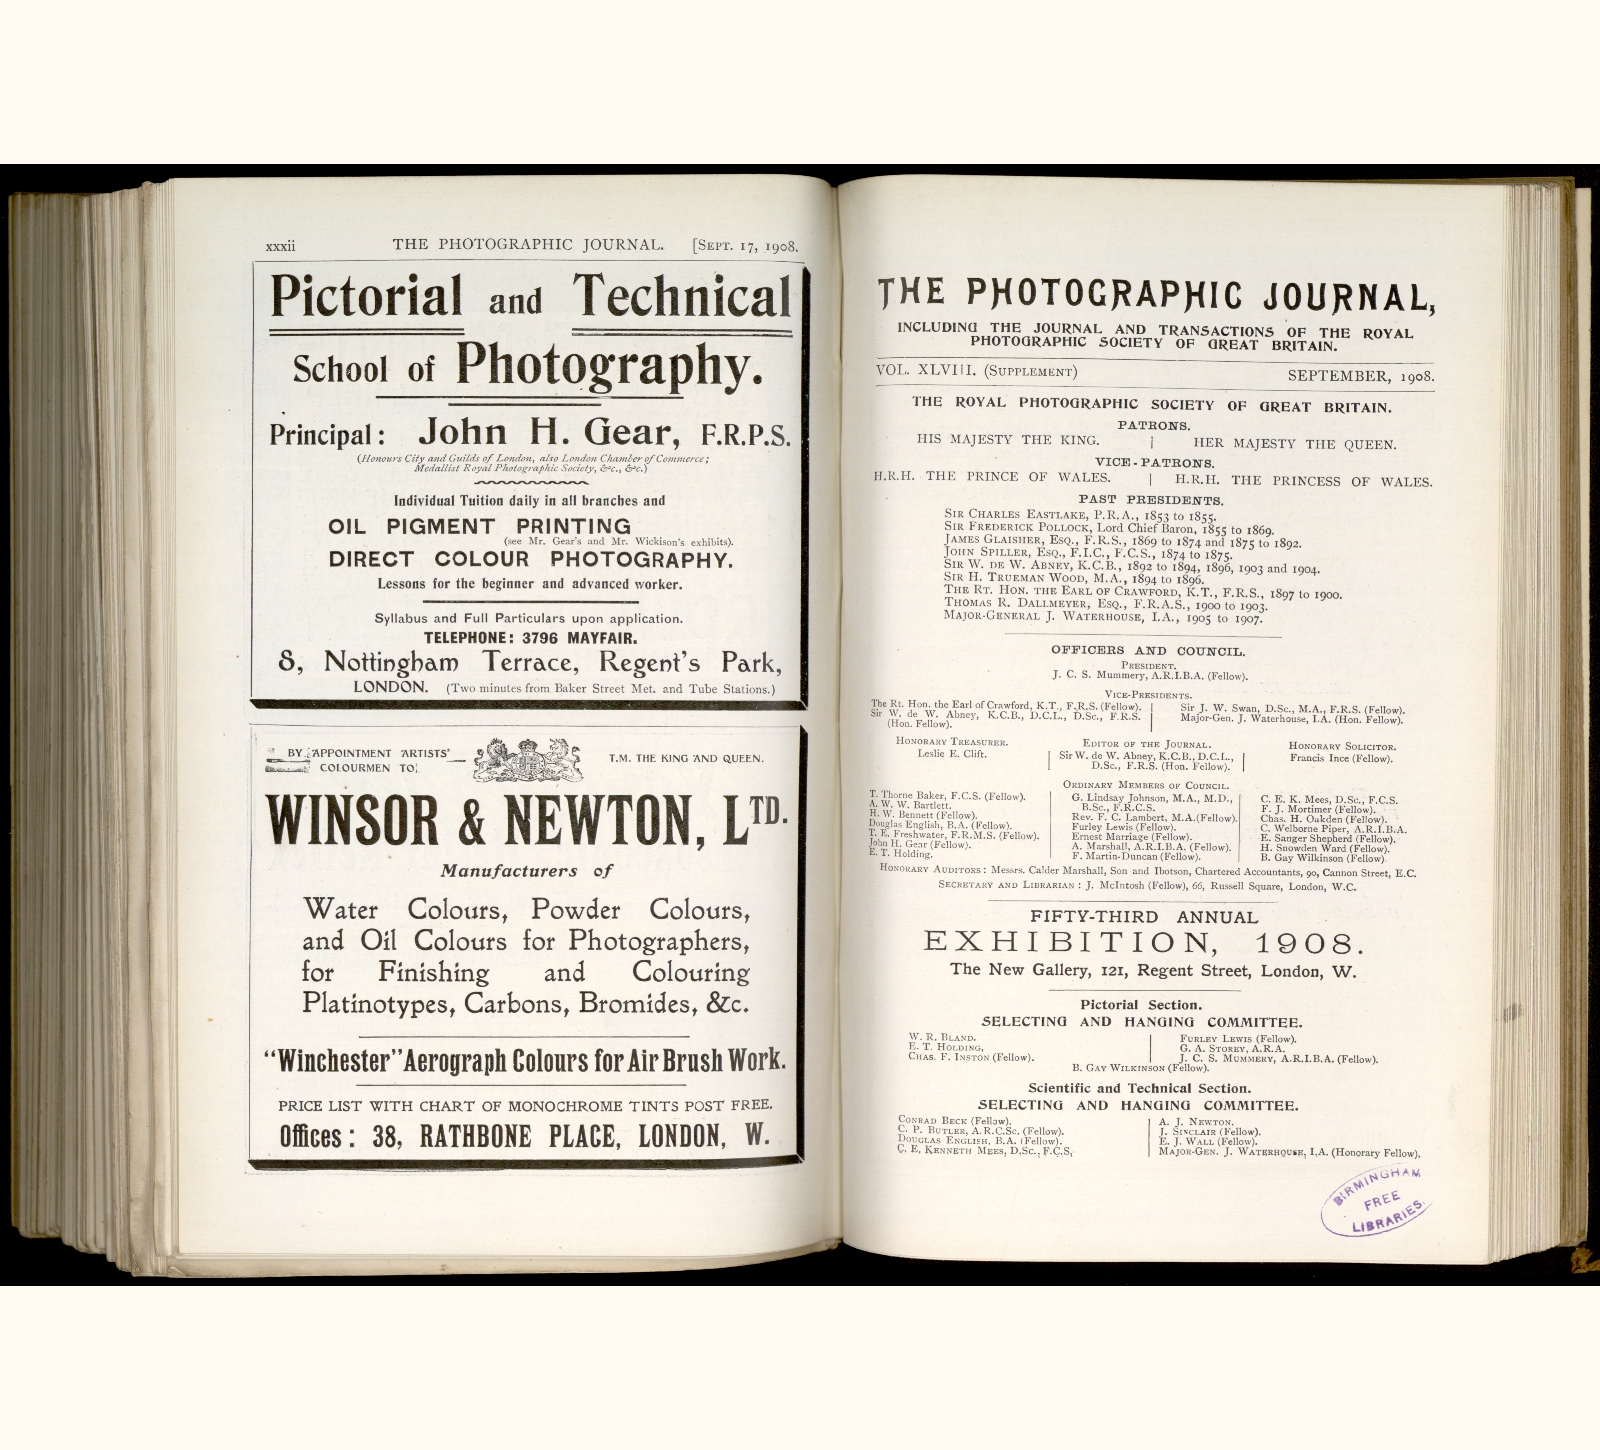 xxxii THE PHOTOGRAPHIC JOURNAL. [SEPT. 17, 1908.
Pictorial and Technical
School of Photography.
Principal: John H. Gear, F.R.P.S.
(Honours City and Guilds of London, also London Chamber of Commerce;
Medallist Royal Photographic Society, &c., &c.)
Individual Tuition daily in all branches and
OIL PIGMENT PRINTING
(see Mr. Gear's and Mr. Wickison's exhibits).
DIRECT COLOUR PHOTOGRAPHY.
Lessons for the beginner and advanced worker.
Syllabus and Full Particulars upon application.
TELEPHONE: 3796 MAYFAIR.
8, Nottingham Terrace, Regent's Park,
LONDON. (Two minutes from Baker Street Met. and Tube Stations.)
BY APPOINTMENT ARTISTS'
COLOURMEN TO
T.M. THE KING AND QUEEN.
WINSOR & NEWTON, LTD.
Manufacturers of
Water Colours, Powder Colours,
and Oil Colours for Photographers,
for Finishing and Colouring
Platinotypes, Carbons, Bromides, &c.
"Winchester" Aerograph Colours for Air Brush Work.
PRICE LIST WITH CHART OF MONOCHROME TINTS POST FREE.
Offices: 38, RATHBONE PLACE, LONDON, W.
THE PHOTOGRAPHIC JOURNAL,
INCLUDING THE JOURNAL AND TRANSACTIONS OF THE ROYAL
PHOTOGRAPHIC SOCIETY OF GREAT BRITAIN.
VOL. XLVIII. (SUPPLEMENT) SEPTEMBER, 1908.
THE ROYAL PHOTOGRAPHIC SOCIETY OF GREAT BRITAIN.
PATRONS.
HIS MAJESTY THE KING. | HER MAJESTY THE QUEEN.
VICE-PATRONS.
H.R.H. THE PRINCE OF WALES. | H.R.H. THE PRINCESS OF WALES.
PAST PRESIDENTS.
SIR CHARLES EASTLAKE, P.R.A., 1853 to 1855.
SIR FREDERICK POLLOCK, Lord Chief Baron, 1855 to 1869.
JAMES GLAISHER, ESQ., F.R.S., 1869 to 1874 and 1875 to 1892.
JOHN SPILLER, ESQ., F.I.C., F.C.S., 1874 to 1875.
SIR W. DE W. ABNEY, K.C.B., 1892 to 1894, 1896, 1903 and 1904.
SIR H. TRUEMAN WOOD, M.A., 1894 to 1896.
THE RT. HON. THE EARL OF CRAWFORD, K.T., F.R.S., 1897 to 1900.
THOMAS R. DALLMEYER, ESQ., F.R.A.S., 1900 to 1903.
MAJOR-GENERAL J. WATERHOUSE, I.A., 1905 to 1907.
OFFICERS AND COUNCIL.
PRESIDENT.
J. C. S. Mummery, A.R.I.B.A. (Fellow).
VICE-PRESIDENTS.
The Rt. Hon. the Earl of Crawford, K.T., F.R.S. (Fellow).
Sir W. de W. Abney, K.C.B., D.C.L., D.Sc., F.R.S.
(Hon. Fellow).
Sir J. W. Swan, D.Sc., M.A., F.R.S. (Fellow).
Major-Gen. J. Waterhouse, I.A. (Hon. Fellow).
HONORARY TREASURER.
Leslie E. Clift.
EDITOR OF THE JOURNAL.
Sir W. de W. Abney, K.C.B., D.C.L.,
D.Sc., F.R.S. (Hon. Fellow).
HONORARY SOLICITOR.
Francis Ince (Fellow).
ORDINARY MEMBERS OF COUNCIL.
T. Thorne Baker, F.C.S. (Fellow).
A. W. W. Bartlett.
H. W. Bennett (Fellow).
Douglas English, B.A. (Fellow).
T. E. Freshwater, F.R.M.S. (Fellow).
John H. Gear (Fellow).
E. T. Holding.
G. Lindsay Johnson, M.A., M.D.,
B.Sc., F.R.C.S.
Rev. F. C. Lambert, M.A.(Fellow).
Furley Lewis (Fellow).
Ernest Marriage (Fellow).
A. Marshall, A.R.I.B.A. (Fellow).
F. Martin-Duncan (Fellow).
C. E. K. Mees, D.Sc., F.C.S.
F. J. Mortimer (Fellow).
Chas. H. Oakden (Fellow).
C. Welborne Piper, A.R.I.B.A.
E. Sanger Shepherd (Fellow).
H. Snowden Ward (Fellow).
B. Gay Wilkinson (Fellow).
HONORARY AUDITORS: Messrs. Calder Marshall, Son and Ibotson, Chartered Accountants, 90, Cannon Street, E.C.
SECRETARY AND LIBRARIAN: J. McIntosh (Fellow), 66, Russell Square, London, W.C.
FIFTY-THIRD ANNUAL
EXHIBITION, 1908.
The New Gallery, 121, Regent Street, London, W.
Pictorial Section.
SELECTING AND HANGING COMMITTEE.
W. R. BLAND.
E. T. HOLDING,
CHAS. F. INSTON (Fellow).
FURLEY LEWIS (Fellow).
G. A. STOREY, A.R.A.
J. C. S. MUMMERY, A.R.I.B.A. (Fellow).
B. GAY WILKINSON (Fellow).
Scientific and Technical Section.
SELECTING AND HANGING COMMITTEE.
CONRAD BECK (Fellow).
C. P. BUTLER, A.R.C.Sc. (Fellow).
DOUGLAS ENGLISH, B.A. (Fellow).
C. E. KENNETH MEES, D.Sc., F.C.S.
A. J. NEWTON.
J. SINCLAIR (Fellow).
E. J. WALL (Fellow).
MAJOR-GEN. J. WATERHOUSE, I.A. (Honorary Fellow).
BIRMINGHAM
FREE
LIBRARIES.